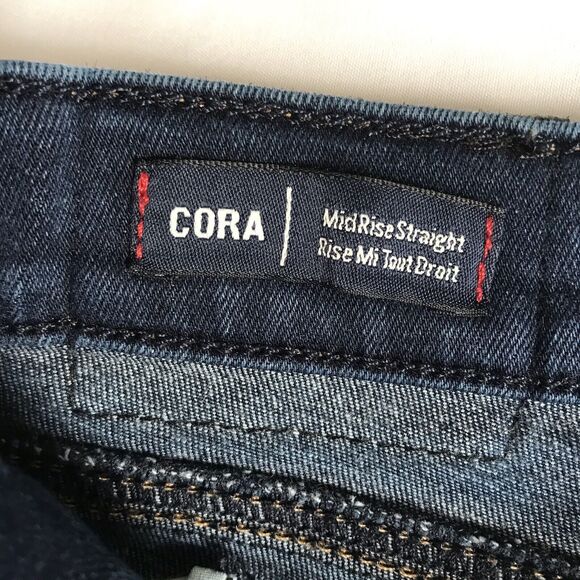 CORA
Mid Rise Straight
Rise Mi Tout Droit